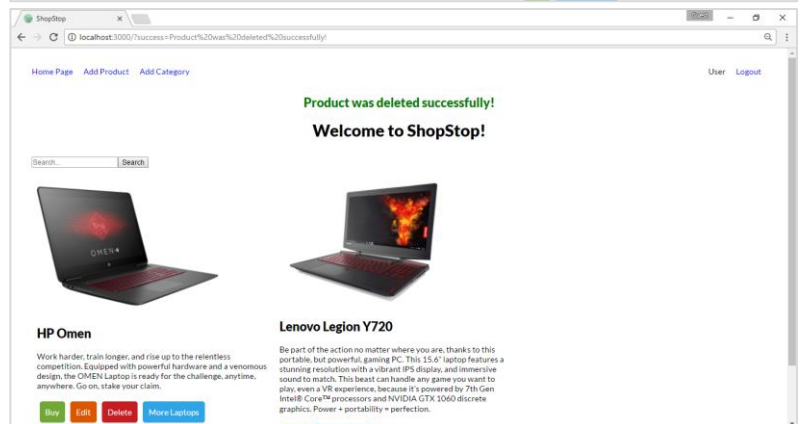 ShopStop
localhost:3000/?success=Product%20was%20deleted%20successfully!
Home Page Add Product Add Category
User Logout
Product was deleted successfully!
Welcome to ShopStop!
Search...
Search
OMEN
HP Omen
Work harder, train longer, and rise up to the relentless
competition. Equipped with powerful hardware and a venomous
design, the OMEN Laptop is ready for the challenge, anytime,
anywhere. Go on, stake your claim.
Buy Edit Delete More Laptops
Lenovo Legion Y720
Be part of the action no matter where you are, thanks to this
portable, but powerful, gaming PC. This 15.6" laptop features a
stunning resolution with a vibrant IPS display, and immersive
sound to match. This beast can handle any game you want to
play, even a VR experience, because it's powered by 7th Gen
Intel® Core™ processors and NVIDIA GTX 1060 discrete
graphics. Power + portability = perfection.